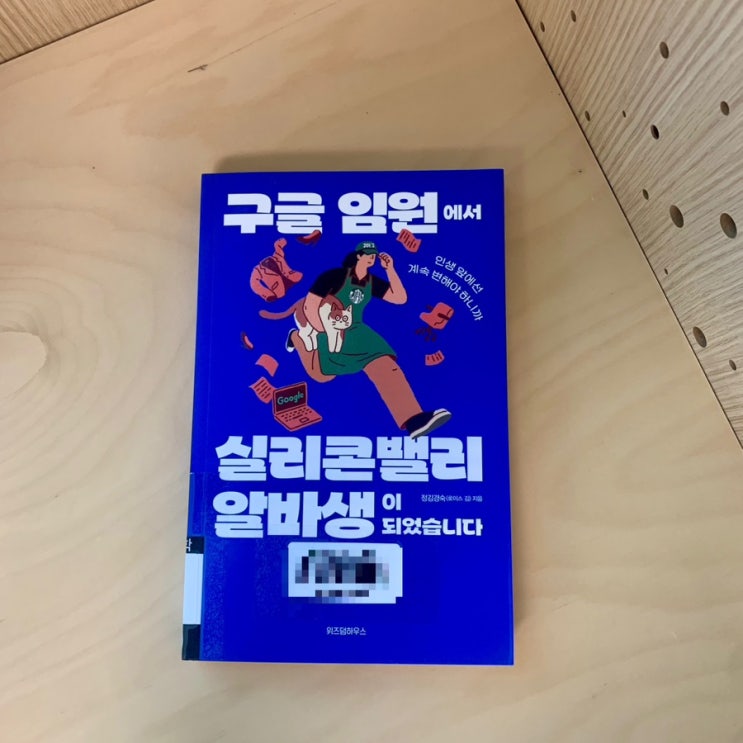 구글 임원에서
인생 앞에선
계속 변해야 하니까
Google
실리콘밸리
정김경숙(로이스 김) 지음
알바생이
되었습니다
위즈덤하우스